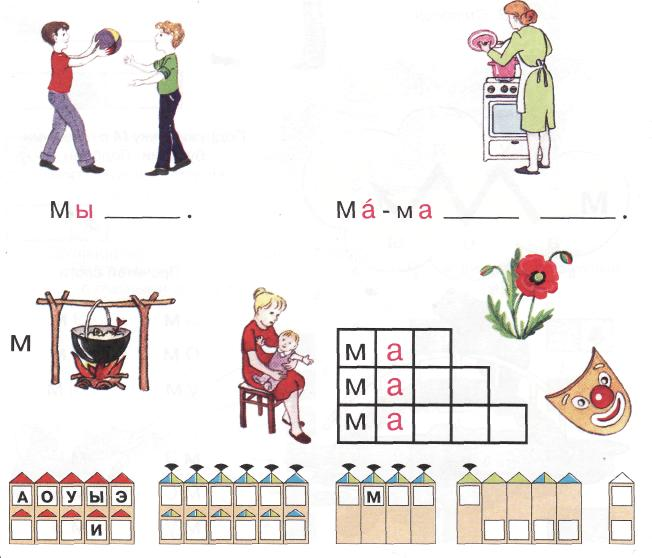 Мы ______ .
Ма́-ма ______ ______ .
М
м а
м а
м а
А О У Ы Э
М
И